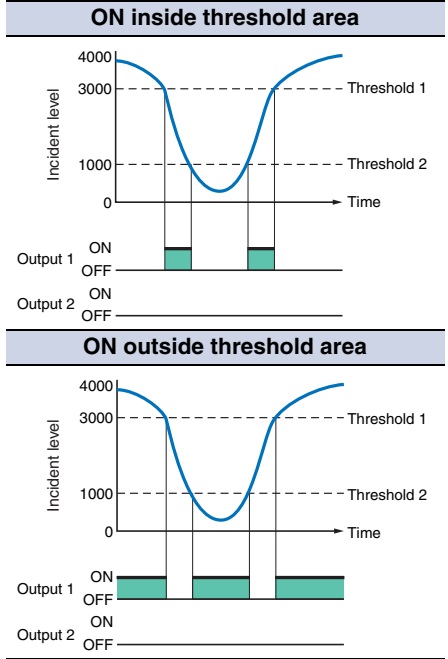 ON inside threshold area
4000
3000
Threshold 1
Incident level
1000
Threshold 2
0
Time
Output 1
ON
OFF
Output 2
ON
OFF
ON outside threshold area
4000
3000
Threshold 1
Incident level
1000
Threshold 2
0
Time
Output 1
ON
OFF
Output 2
ON
OFF